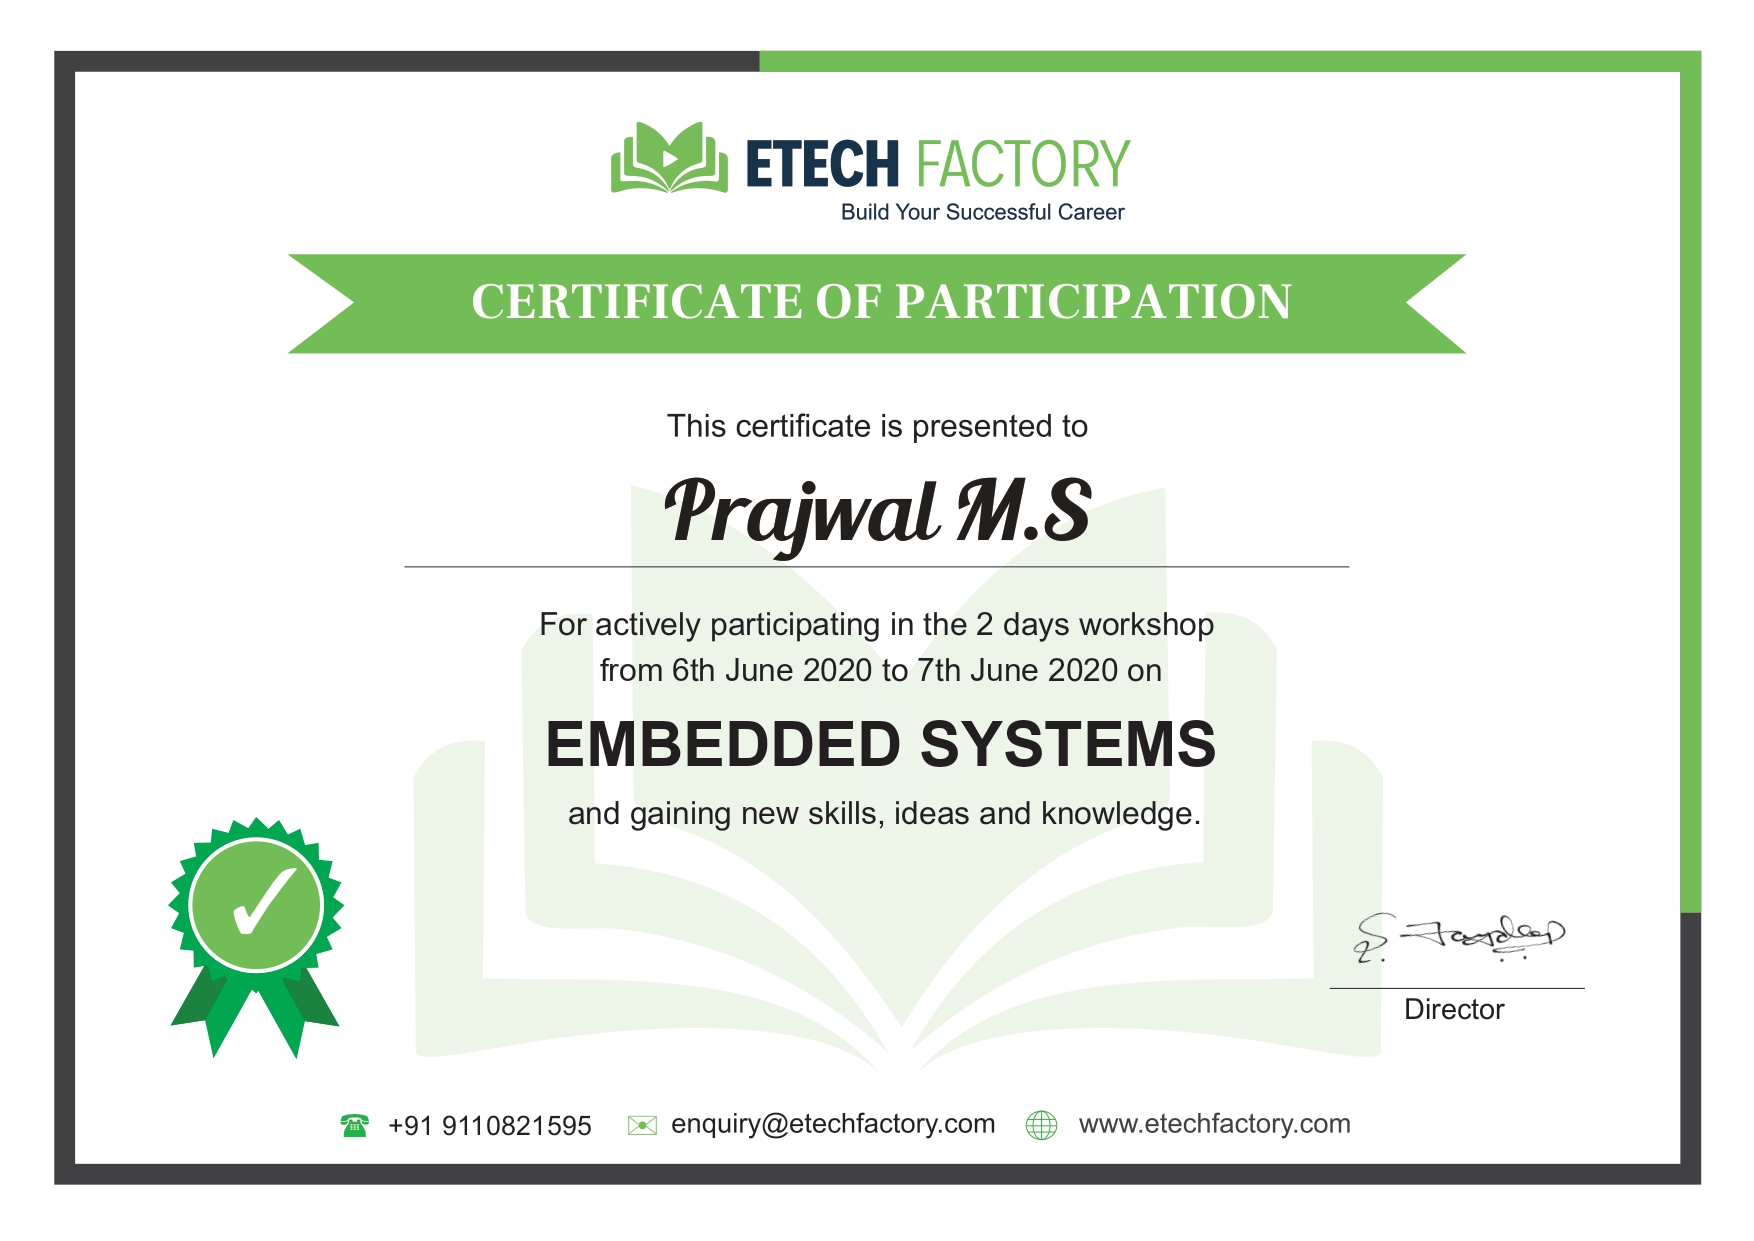 ETECH FACTORY
Build Your Successful Career
CERTIFICATE OF PARTICIPATION
This certificate is presented to
Prajwal M.S
For actively participating in the 2 days workshop
from 6th June 2020 to 7th June 2020 on
EMBEDDED SYSTEMS
and gaining new skills, ideas and knowledge.
Director
+91 9110821595 enquiry@etechfactory.com www.etechfactory.com